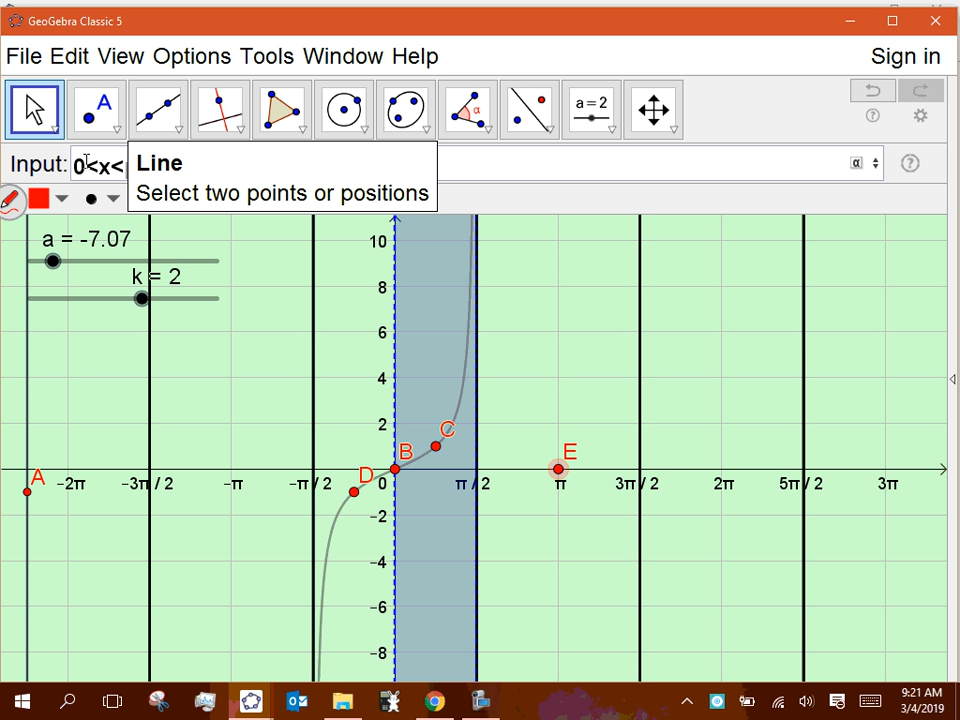 GeoGebra Classic 5
File Edit View Options Tools Window Help Sign in
A α a=2
Input: 0<x< α
Line
Select two points or positions
a = -7.07
k = 2
10
8
6
4
2
0
-2
-4
-6
-8
-2π -3π / 2 -π -π / 2 π / 2 π 3π / 2 2π 5π / 2 3π
A D B C E
9:21 AM
3/4/2019